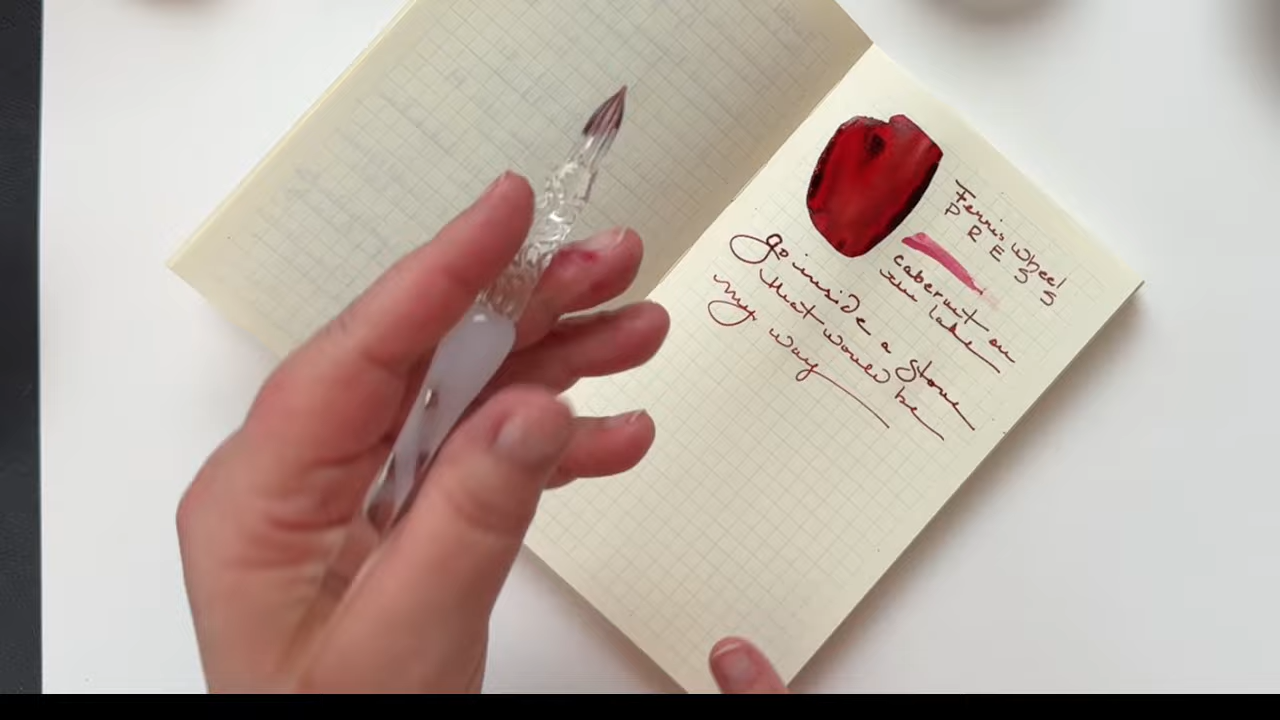 Ferris Wheel
PRESS
cabernet on
the lake
go inside a stone
that would be
my way